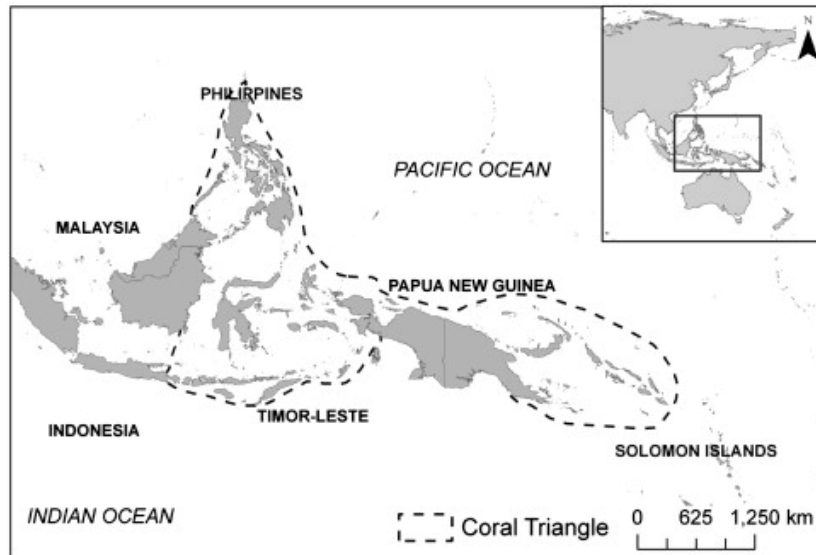 N
PHILIPPINES
PACIFIC OCEAN
MALAYSIA
PAPUA NEW GUINEA
TIMOR-LESTE
INDONESIA
SOLOMON ISLANDS
INDIAN OCEAN
Coral Triangle
0 625 1,250 km